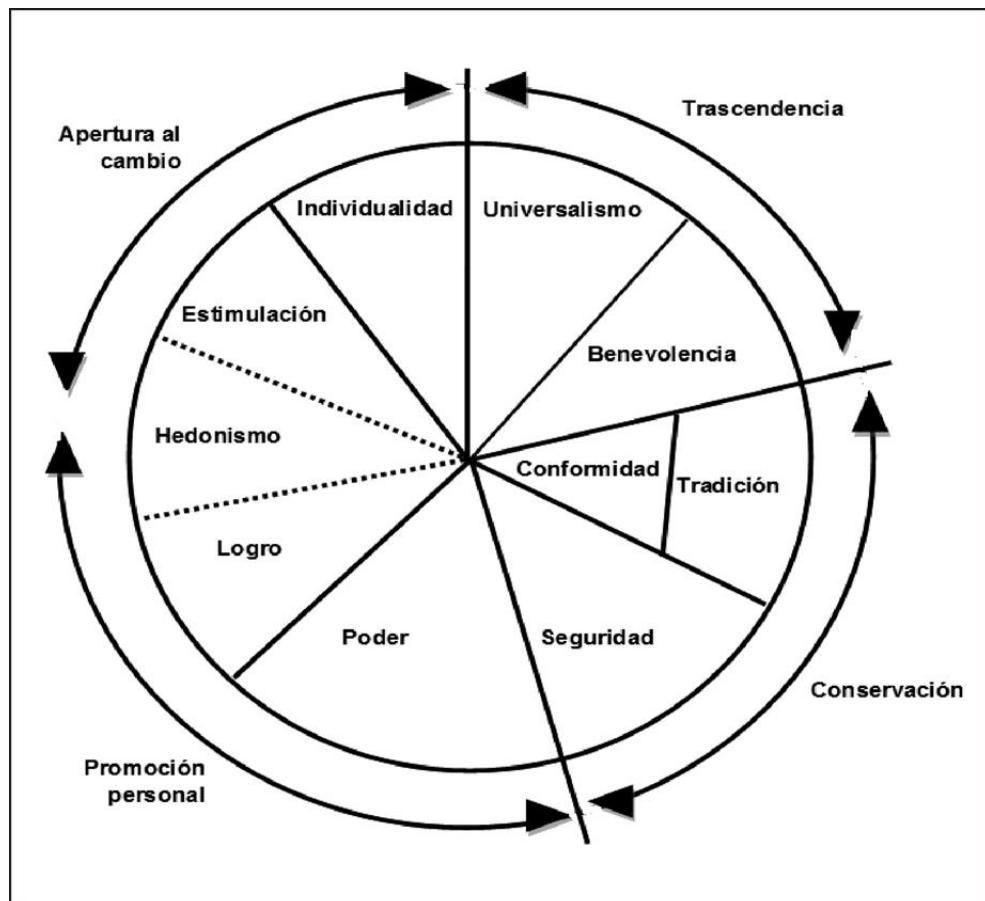 Trascendencia
Apertura al
cambio
Individualidad
Universalismo
Estimulación
Benevolencia
Hedonismo
Conformidad
Tradición
Logro
Poder
Seguridad
Conservación
Promoción
personal